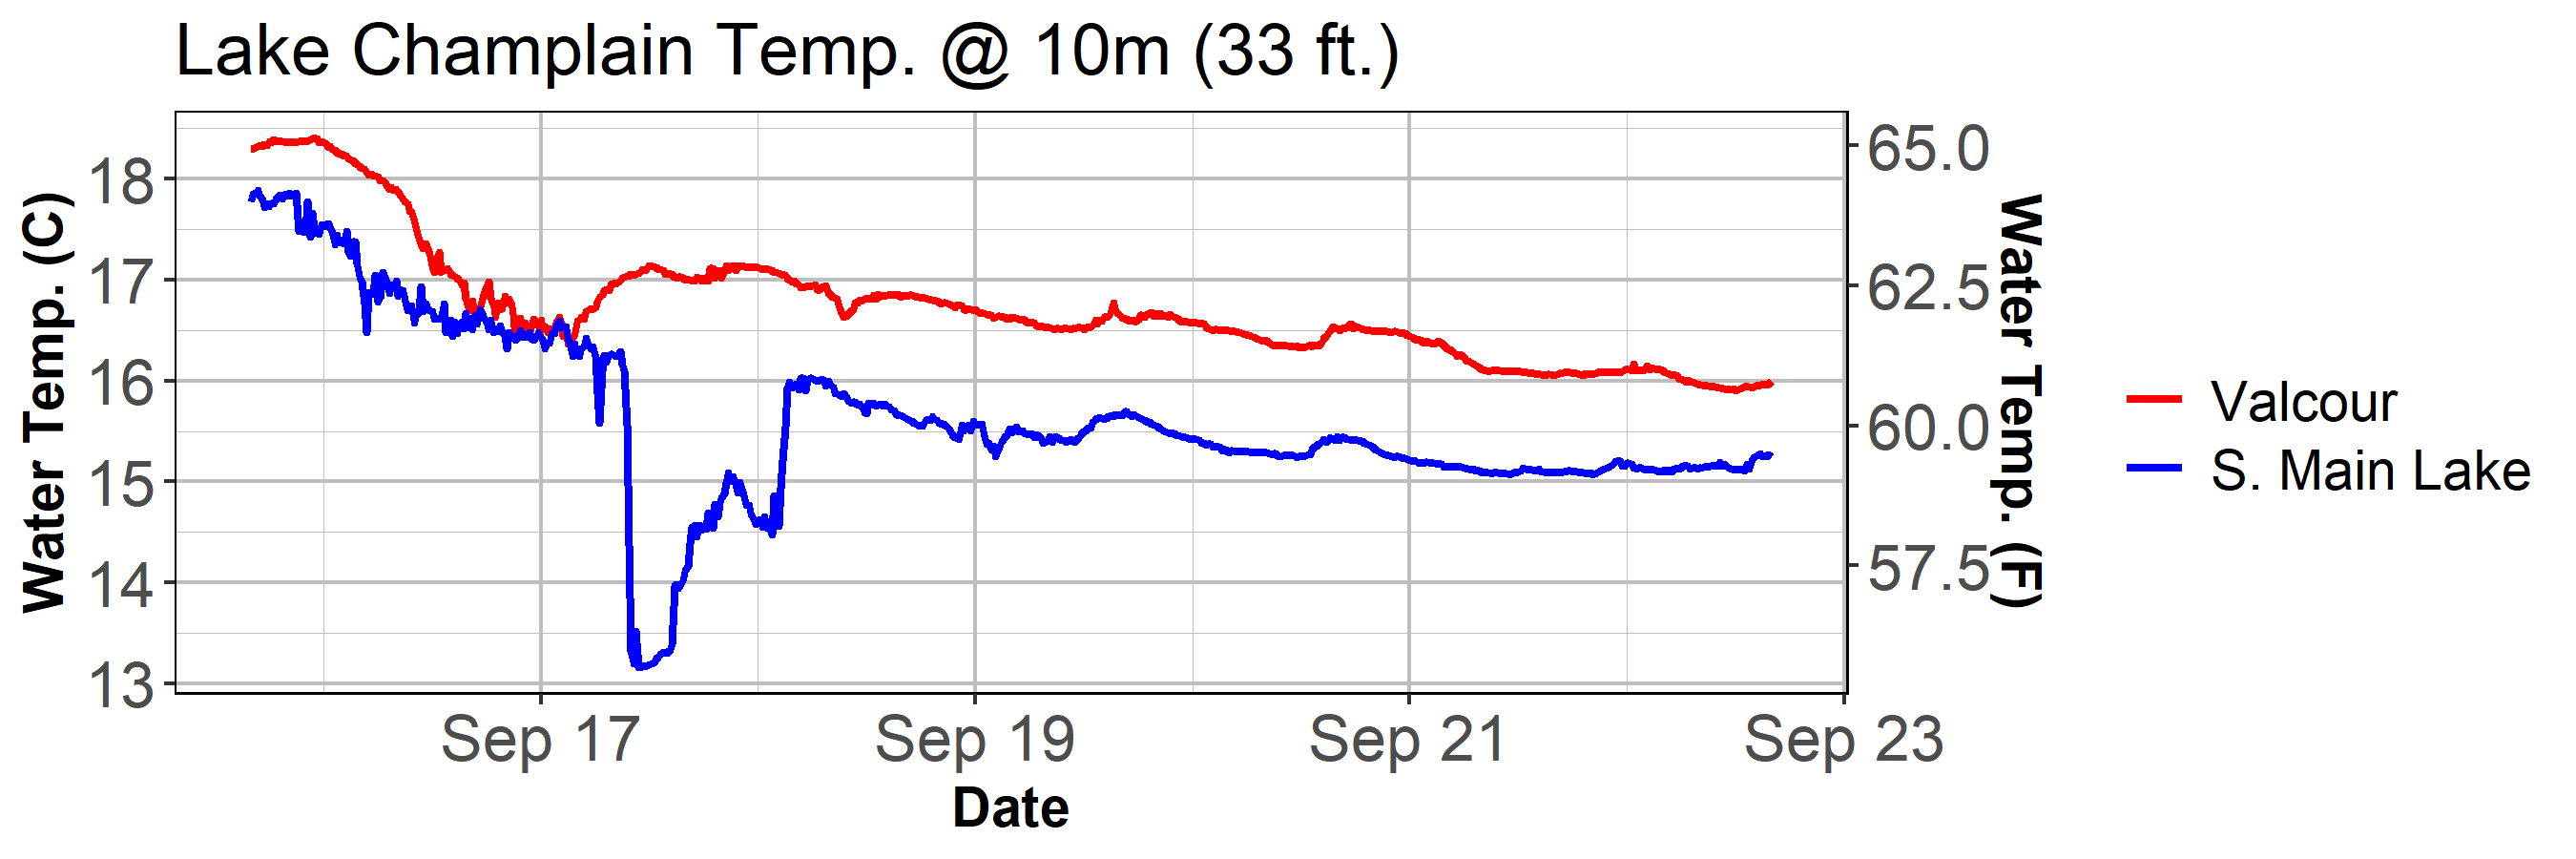 Lake Champlain Temp. @ 10m (33 ft.)
Water Temp. (C)
18
17
16
15
14
13
65.0
62.5
60.0
57.5
Water Temp. (F)
Sep 17
Sep 19
Sep 21
Sep 23
Date
Valcour
S. Main Lake